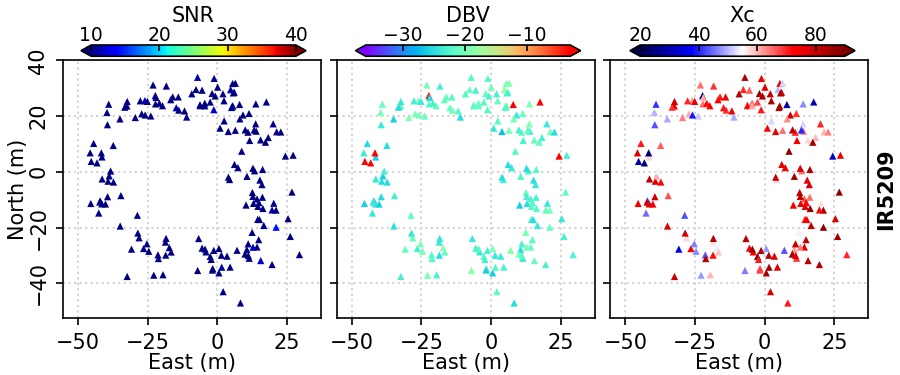 SNR DBV Xc
10 20 30 40 −30 −20 −10 20 40 60 80
40
20
0
−20
−40
North (m)
−50 −25 0 25 −50 −25 0 25 −50 −25 0 25
East (m) East (m) East (m)
IR5209